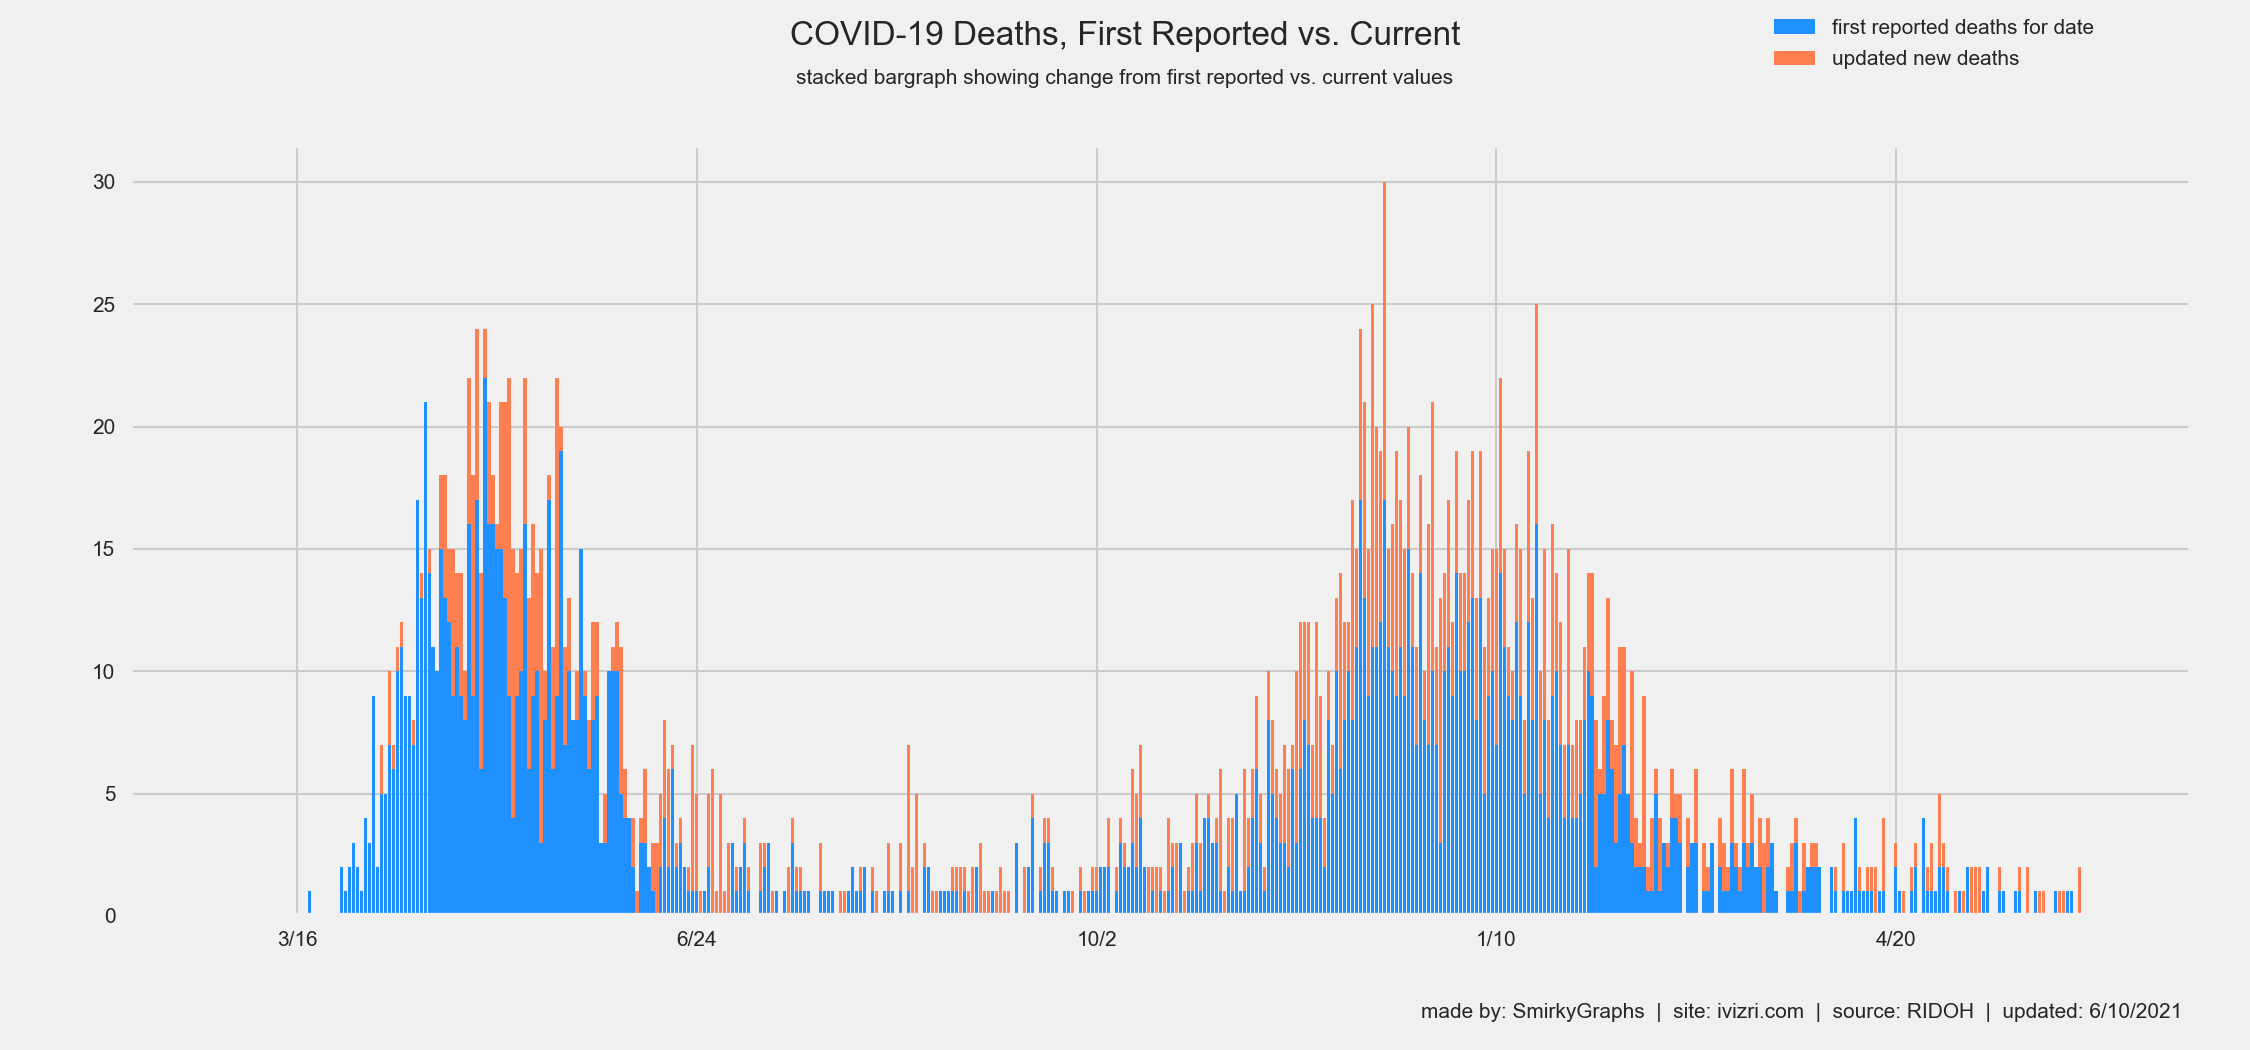 COVID-19 Deaths, First Reported vs. Current
stacked bargraph showing change from first reported vs. current values
first reported deaths for date
updated new deaths
30
25
20
15
10
5
0
3/16 6/24 10/2 1/10 4/20
made by: SmirkyGraphs | site: ivizri.com | source: RIDOH | updated: 6/10/2021